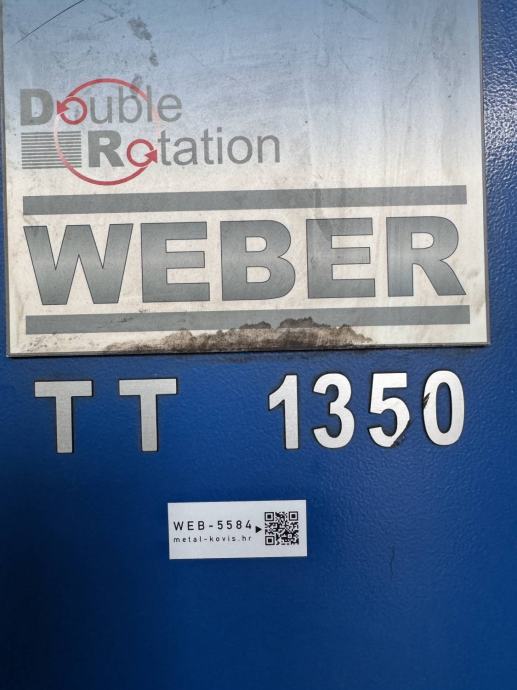 Double
Rotation
WEBER
TT 1350
WEB-5584
metal-kovis.hr